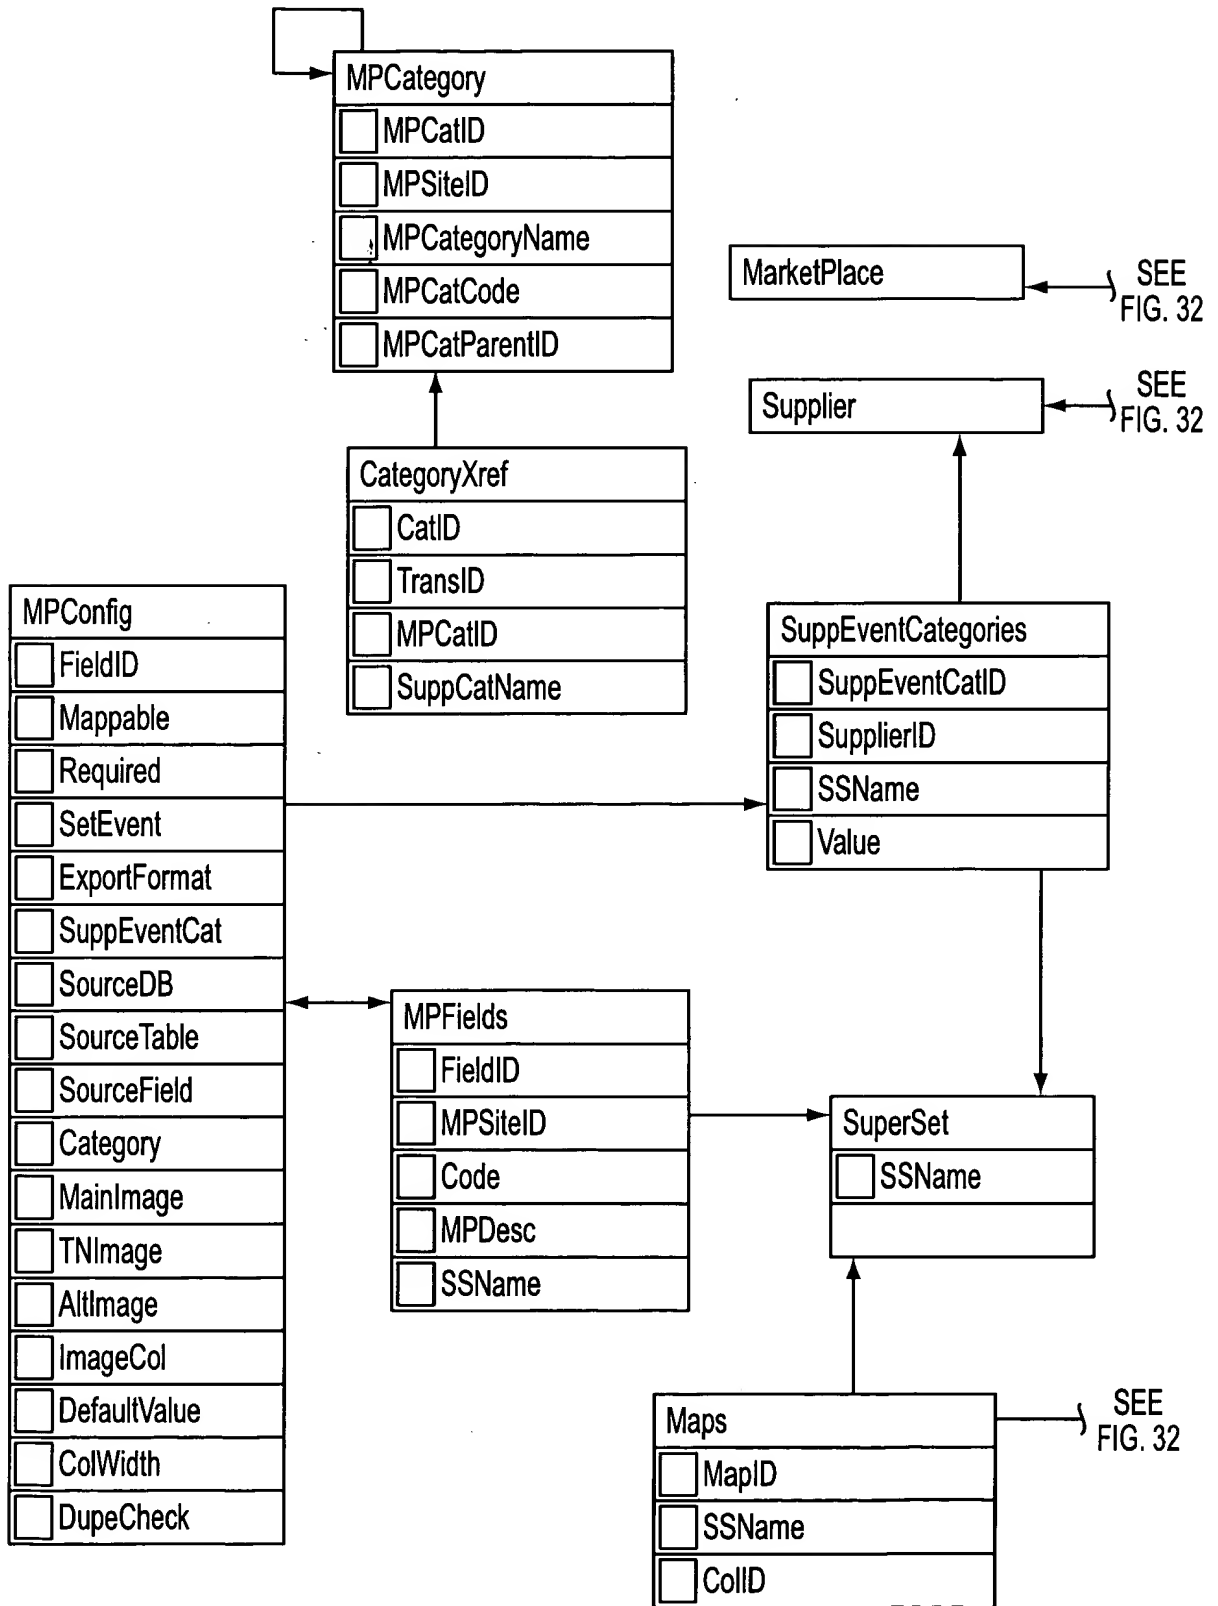 MPCategory
MPCatID
MPSiteID
MPCategoryName
MPCatCode
MPCatParentID
MarketPlace
SEE
FIG. 32
Supplier
SEE
FIG. 32
CategoryXref
CatID
TransID
MPCatID
SuppCatName
MPConfig
FieldID
Mappable
Required
SetEvent
ExportFormat
SuppEventCat
SourceDB
SourceTable
SourceField
Category
MainImage
TNImage
AltImage
ImageCol
DefaultValue
ColWidth
DupeCheck
SuppEventCategories
SuppEventCatID
SupplierID
SSName
Value
MPFields
FieldID
MPSiteID
Code
MPDesc
SSName
SuperSet
SSName
Maps
MapID
SSName
ColID
SEE
FIG. 32